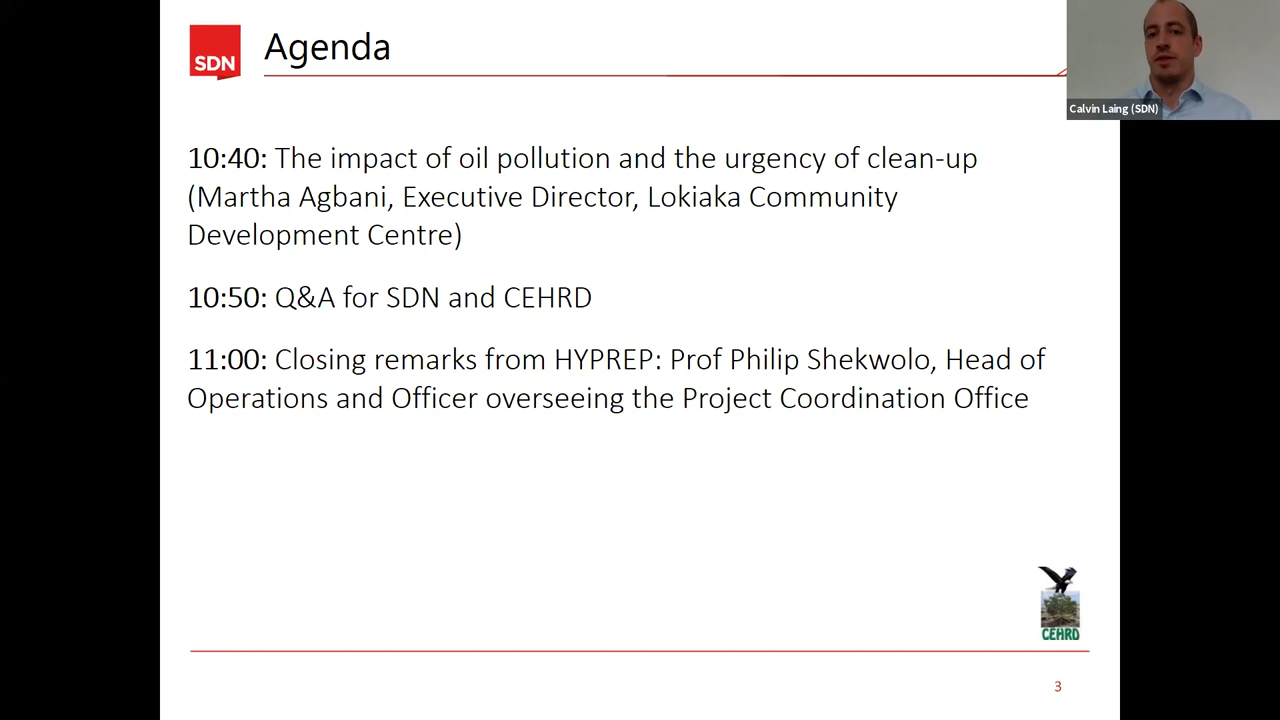 SDN
Agenda
Calvin Laing (SDN)
10:40: The impact of oil pollution and the urgency of clean-up
(Martha Agbani, Executive Director, Lokiaka Community
Development Centre)
10:50: Q&A for SDN and CEHRD
11:00: Closing remarks from HYPREP: Prof Philip Shekwolo, Head of
Operations and Officer overseeing the Project Coordination Office
CEHRD
3